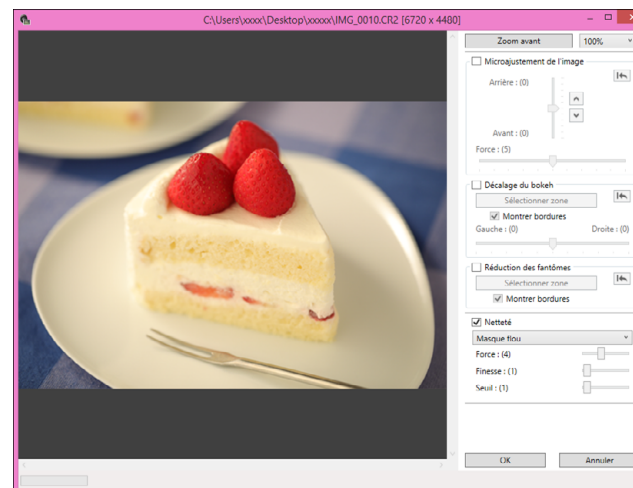 C:\Users\xxxx\Desktop\xxxxx\IMG_0010.CR2 [6720 x 4480]
Zoom avant 100%
Microajustement de l'image
Arrière : (0)
Avant : (0)
Force : (5)
Décalage du bokeh
Sélectionner zone
Montrer bordures
Gauche : (0) Droite : (0)
Réduction des fantômes
Sélectionner zone
Montrer bordures
Netteté
Masque flou
Force : (4)
Finesse : (1)
Seuil : (1)
OK Annuler